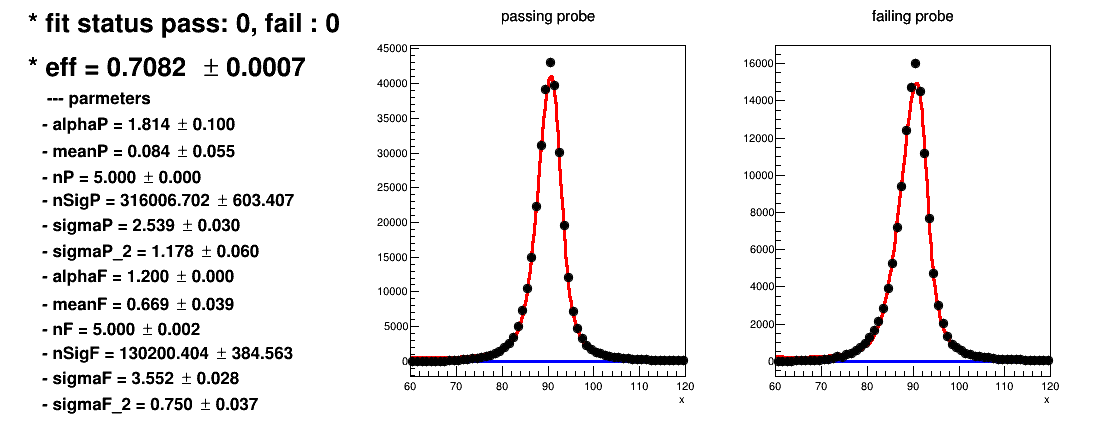 * fit status pass: 0, fail : 0
* eff = 0.7082 ± 0.0007
--- parmeters
- alphaP = 1.814 ± 0.100
- meanP = 0.084 ± 0.055
- nP = 5.000 ± 0.000
- nSigP = 316006.702 ± 603.407
- sigmaP = 2.539 ± 0.030
- sigmaP_2 = 1.178 ± 0.060
- alphaF = 1.200 ± 0.000
- meanF = 0.669 ± 0.039
- nF = 5.000 ± 0.002
- nSigF = 130200.404 ± 384.563
- sigmaF = 3.552 ± 0.028
- sigmaF_2 = 0.750 ± 0.037
passing probe
45000
40000
35000
30000
25000
20000
15000
10000
5000
0
60 70 80 90 100 110 120
x
failing probe
16000
14000
12000
10000
8000
6000
4000
2000
0
60 70 80 90 100 110 120
x